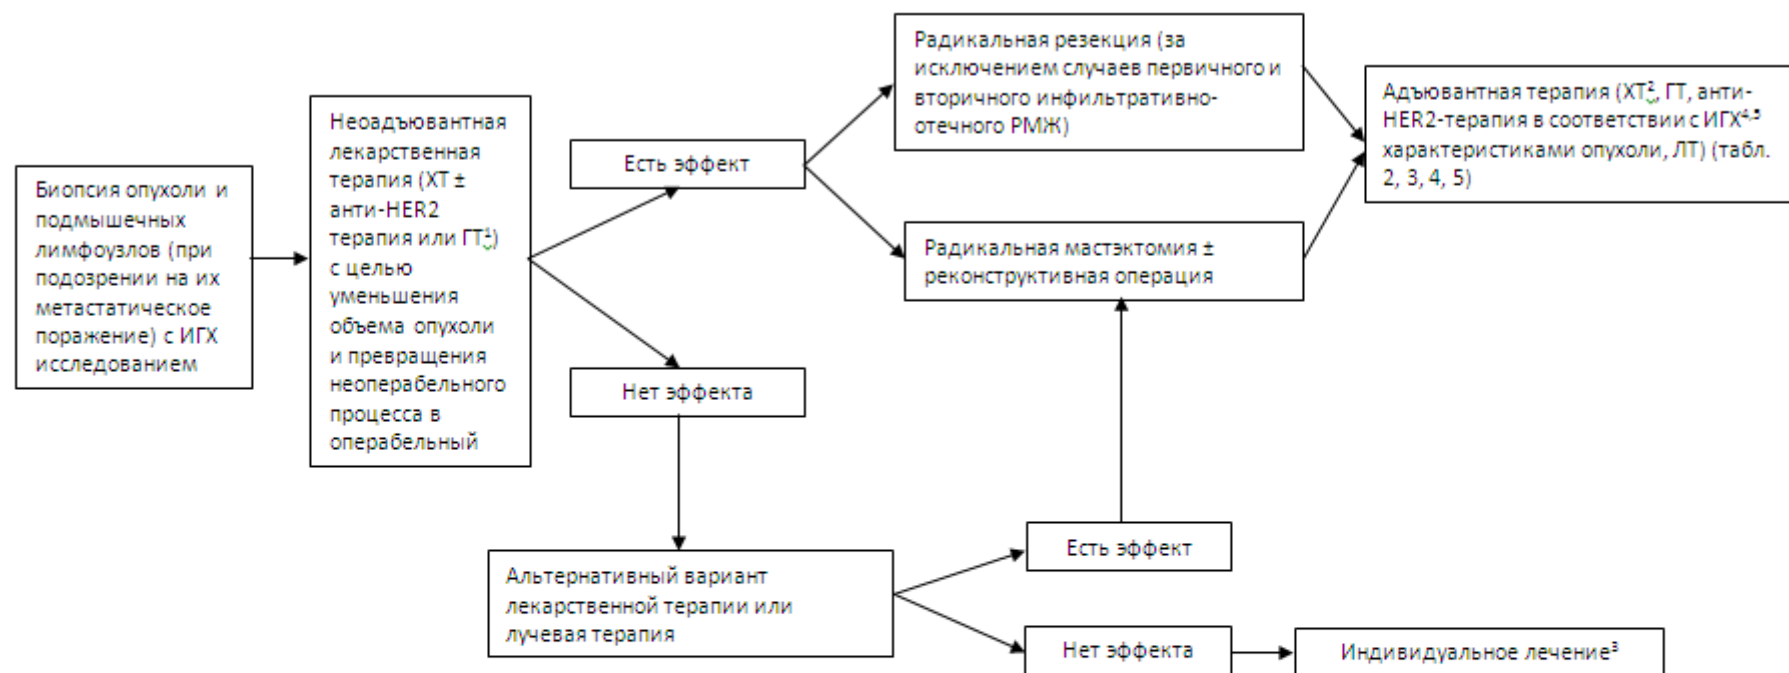 Биопсия опухоли и
подмышечных
лимфоузлов (при
подозрении на их
метастатическое
поражение) с ИГХ
исследованием
Неоадъювантная
лекарственная
терапия (ХТ ±
анти-HER2
терапия или ГТ¹)
с целью
уменьшения
объема опухоли
и превращения
неоперабельного
процесса в
операбельный
Есть эффект
Нет эффекта
Радикальная резекция (за
исключением случаев первичного и
вторичного инфильтративно-
отечного РМЖ)
Радикальная мастэктомия ±
реконструктивная операция
Адъювантная терапия (ХТ², ГТ, анти-
HER2-терапия в соответствии с ИГХ⁴,⁵
характеристиками опухоли, ЛТ) (табл.
2, 3, 4, 5)
Альтернативный вариант
лекарственной терапии или
лучевая терапия
Есть эффект
Нет эффекта
Индивидуальное лечение³